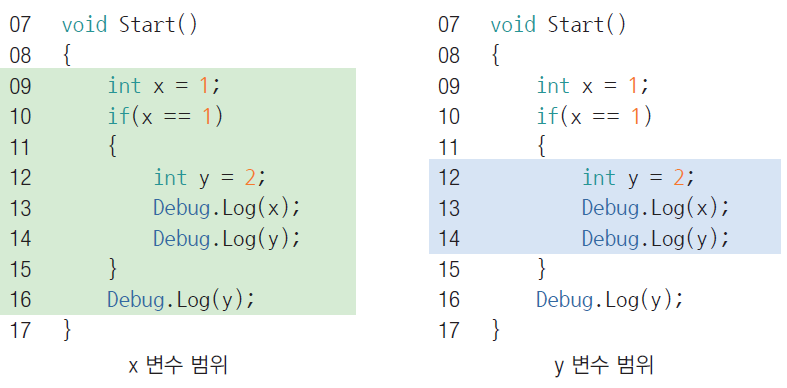 07 void Start()
08 {
09 int x = 1;
10 if(x == 1)
11 {
12 int y = 2;
13 Debug.Log(x);
14 Debug.Log(y);
15 }
16 Debug.Log(y);
17 }
x 변수 범위
07 void Start()
08 {
09 int x = 1;
10 if(x == 1)
11 {
12 int y = 2;
13 Debug.Log(x);
14 Debug.Log(y);
15 }
16 Debug.Log(y);
17 }
y 변수 범위